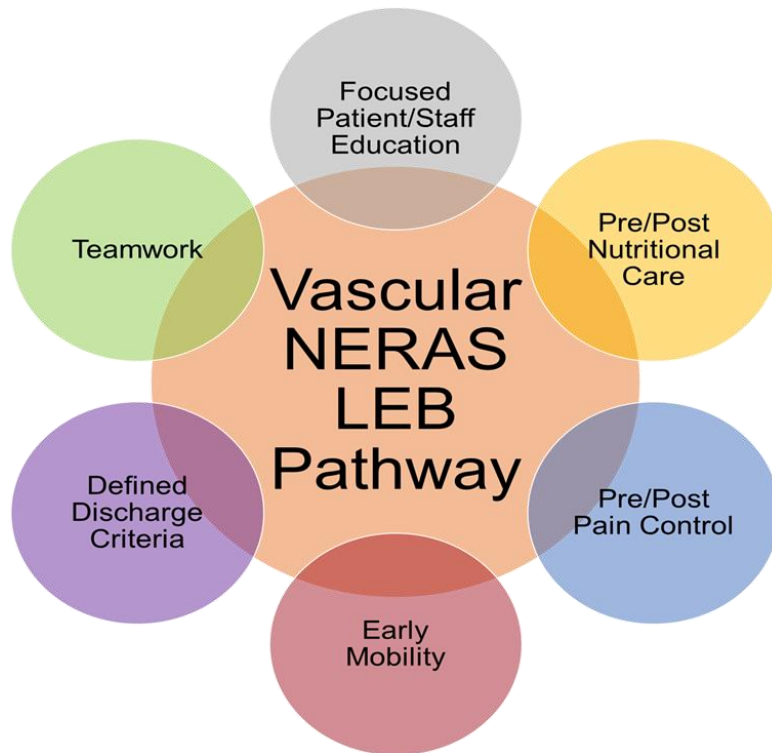 Focused
Patient/Staff
Education
Pre/Post
Nutritional
Care
Pre/Post
Pain Control
Early
Mobility
Defined
Discharge
Criteria
Teamwork
Vascular
NERAS
LEB
Pathway